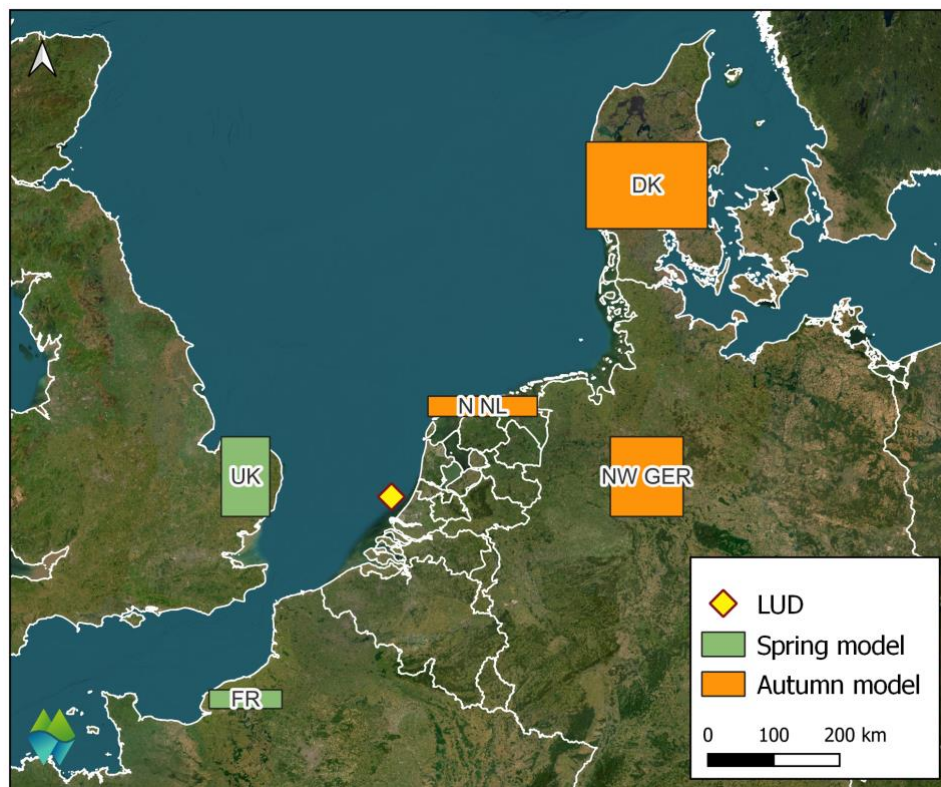 DK
N NL
UK
NW GER
FR
LUD
Spring model
Autumn model
0 100 200 km